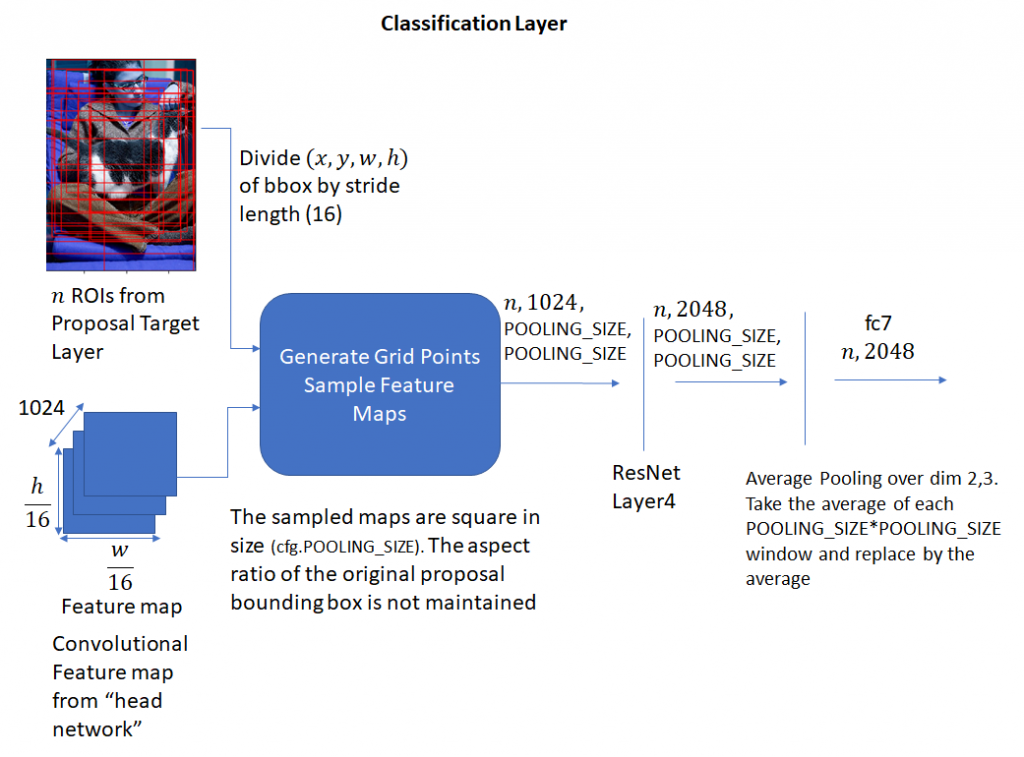 Classification Layer
Divide (x, y, w, h)
of bbox by stride
length (16)
n ROIs from
Proposal Target
Layer
Generate Grid Points
Sample Feature
Maps
n, 1024,
POOLING_SIZE,
POOLING_SIZE
n, 2048,
POOLING_SIZE,
POOLING_SIZE
fc7
n, 2048
1024
h
16
w
16
Feature map
Convolutional
Feature map
from “head
network”
The sampled maps are square in
size (cfg.POOLING_SIZE). The aspect
ratio of the original proposal
bounding box is not maintained
ResNet
Layer4
Average Pooling over dim 2,3.
Take the average of each
POOLING_SIZE*POOLING_SIZE
window and replace by the
average